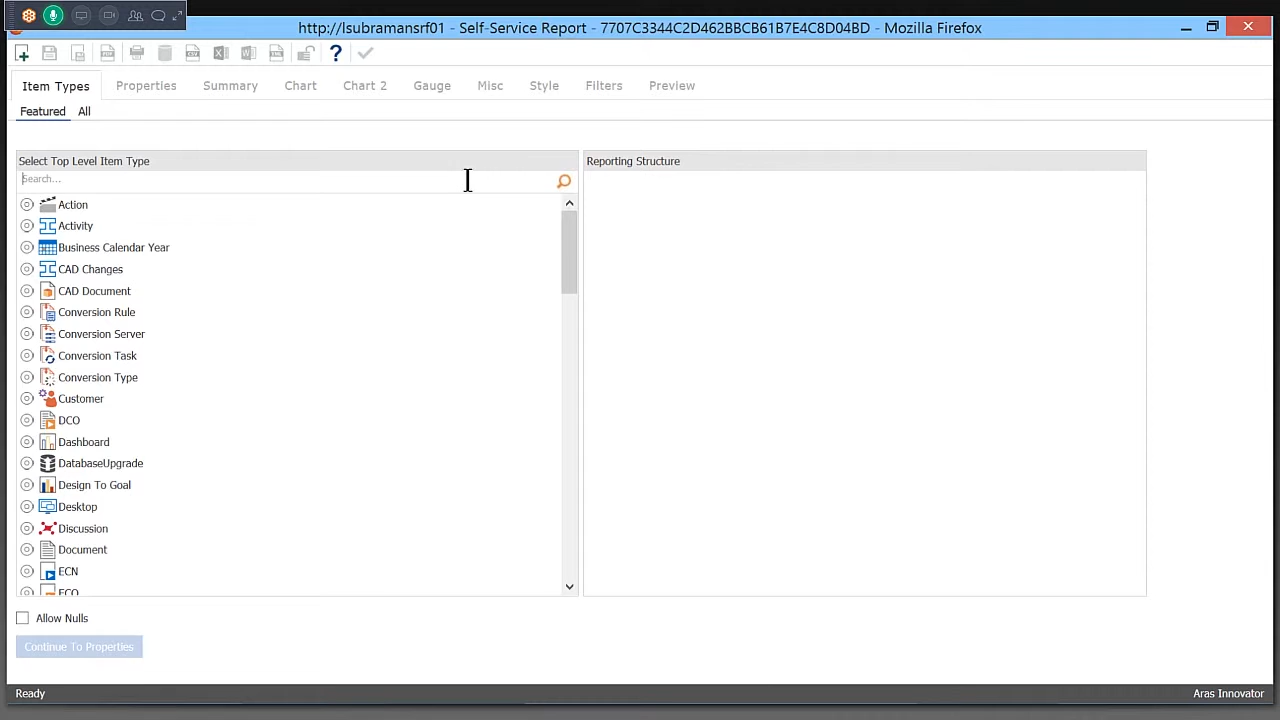 http://lsubramansrf01 - Self-Service Report - 7707C3344C2D462BBCB61B7E4C8D04BD - Mozilla Firefox
Item Types Properties Summary Chart Chart 2 Gauge Misc Style Filters Preview
Featured All
Select Top Level Item Type Reporting Structure
Search...
Action
Activity
Business Calendar Year
CAD Changes
CAD Document
Conversion Rule
Conversion Server
Conversion Task
Conversion Type
Customer
DCO
Dashboard
DatabaseUpgrade
Design To Goal
Desktop
Discussion
Document
ECN
ECO
Allow Nulls
Continue To Properties
Ready Aras Innovator